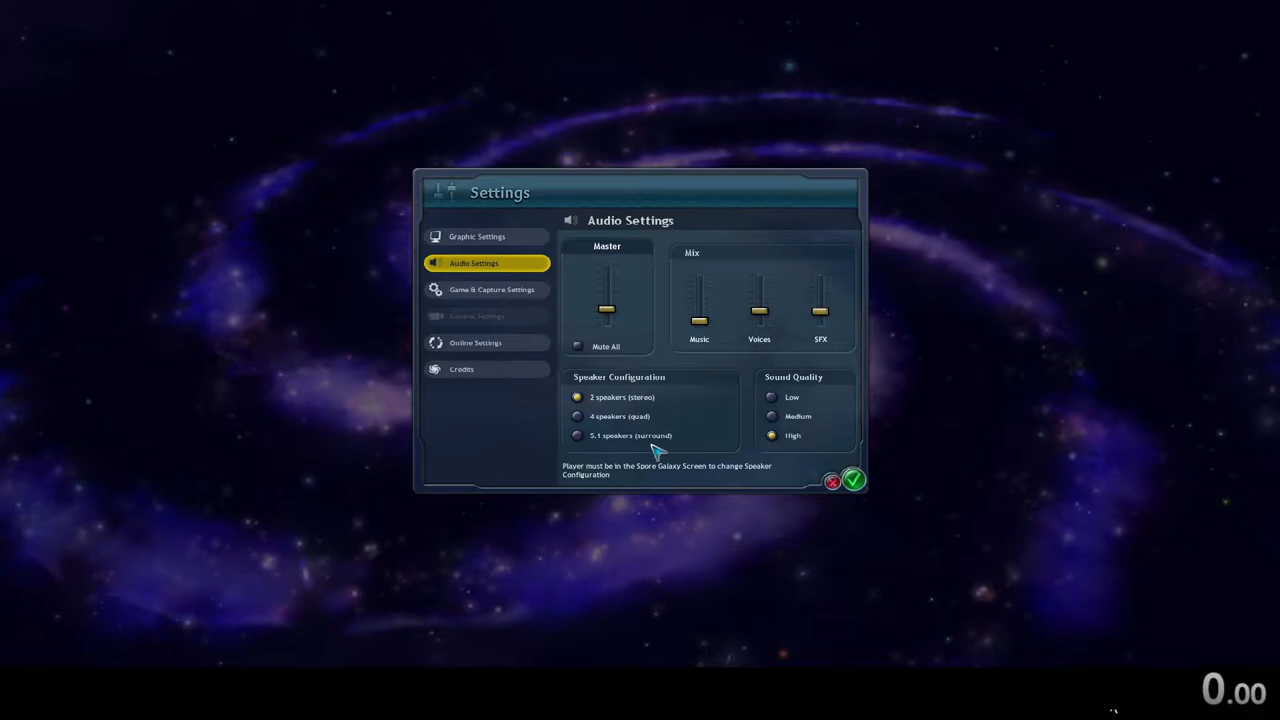 Settings
Audio Settings
Graphic Settings
Audio Settings
Game & Capture Settings
Control Settings
Online Settings
Credits
Master
Mute All
Mix
Music
Voices
SFX
Speaker Configuration
2 speakers (stereo)
4 speakers (quad)
5.1 speakers (surround)
Sound Quality
Low
Medium
High
Player must be in the Spore Galaxy Screen to change Speaker
Configuration
0.00